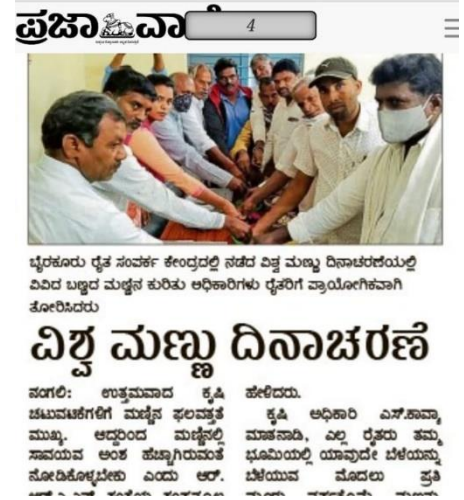 ಪ್ರಜಾವಾ
4
ಬೈರಕೂರು ರೈತ ಸಂಪರ್ಕ ಕೇಂದ್ರದಲ್ಲಿ ನಡೆದ ವಿಶ್ವ ಮಣ್ಣು ದಿನಾಚರಣೆಯಲ್ಲಿ
ವಿವಿದ ಬಣ್ಣದ ಮಣ್ಣಿನ ಕುರಿತು ಅಧಿಕಾರಿಗಳು ರೈತರಿಗೆ ಪ್ರಾಯೋಗಿಕವಾಗಿ
ತೋರಿಸಿದರು
ವಿಶ್ವ ಮಣ್ಣು ದಿನಾಚರಣೆ
ನಂಗಲಿ: ಉತ್ತಮವಾದ ಕೃಷಿ
ಚಟುವಟಿಕೆಗಳಿಗೆ ಮಣ್ಣಿನ ಫಲವತ್ತತೆ
ಮುಖ್ಯ. ಆದ್ದರಿಂದ ಮಣ್ಣಿನಲ್ಲಿ
ಸಾವಯವ ಅಂಶ ಹೆಚ್ಚಾಗಿರುವಂತೆ
ನೋಡಿಕೊಳ್ಳಬೇಕು ಎಂದು ಆರ್.
ಹೇಳಿದರು.
ಕೃಷಿ ಅಧಿಕಾರಿ ಎಸ್.ಕಾವ್ಯಾ
ಮಾತನಾಡಿ, ಎಲ್ಲ ರೈತರು ತಮ್ಮ
ಭೂಮಿಯಲ್ಲಿ ಯಾವುದೇ ಬೆಳೆಯನ್ನು
ಬೆಳೆಯುವ ಮೊದಲು ಪ್ರತಿ